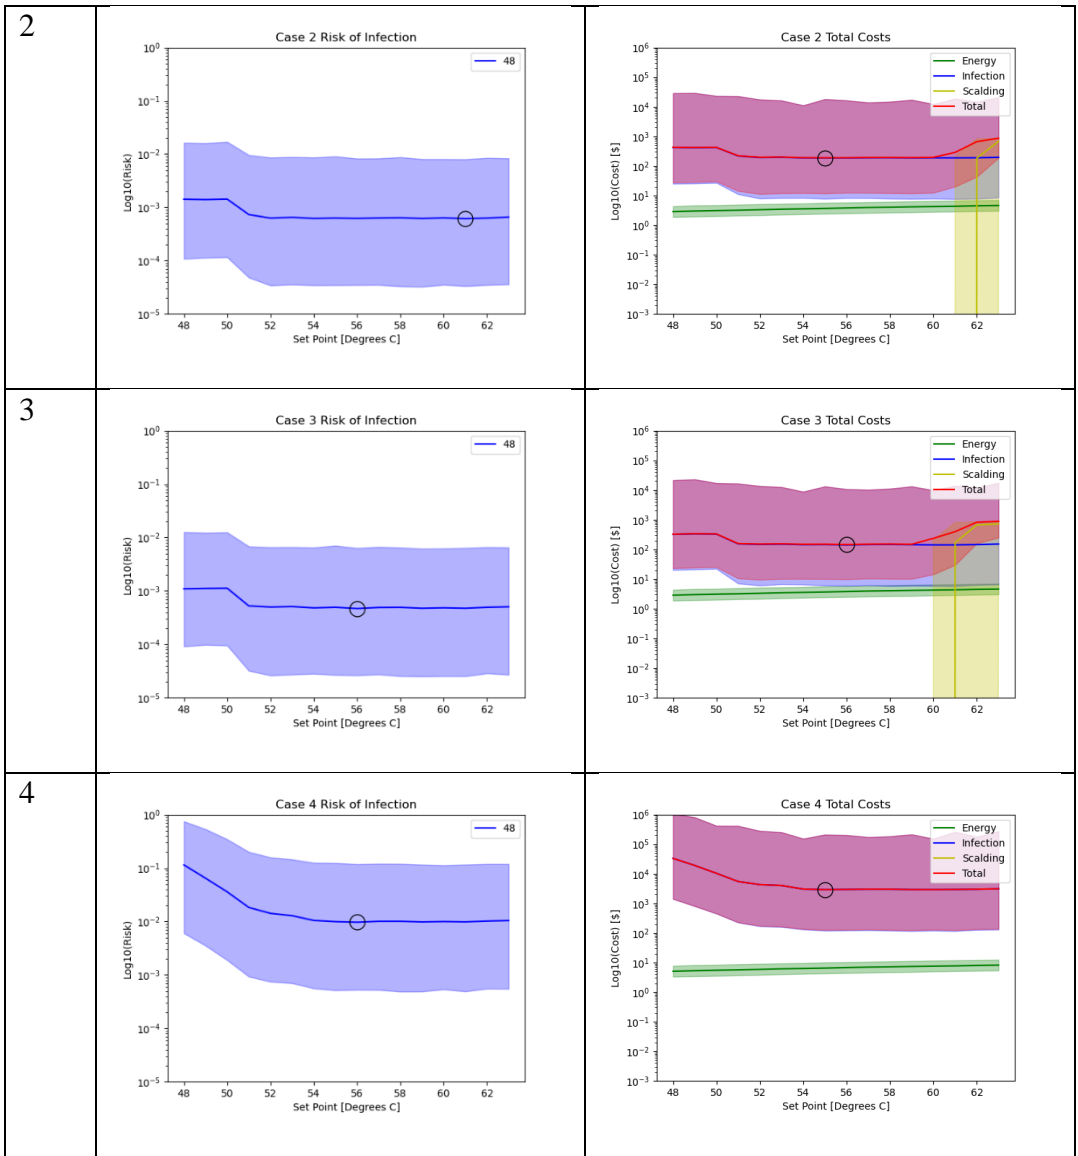 2
Case 2 Risk of Infection
10^0
10^-1
10^-2
10^-3
10^-4
10^-5
Log10(Risk)
48
48 50 52 54 56 58 60 62
Set Point [Degrees C]
Case 2 Total Costs
10^6
10^5
10^4
10^3
10^2
10^1
10^0
10^-1
10^-2
10^-3
Log10(Cost) [$]
Energy
Infection
Scalding
Total
48 50 52 54 56 58 60 62
Set Point [Degrees C]
3
Case 3 Risk of Infection
10^0
10^-1
10^-2
10^-3
10^-4
10^-5
Log10(Risk)
48
48 50 52 54 56 58 60 62
Set Point [Degrees C]
Case 3 Total Costs
10^6
10^5
10^4
10^3
10^2
10^1
10^0
10^-1
10^-2
10^-3
Log10(Cost) [$]
Energy
Infection
Scalding
Total
48 50 52 54 56 58 60 62
Set Point [Degrees C]
4
Case 4 Risk of Infection
10^0
10^-1
10^-2
10^-3
10^-4
10^-5
Log10(Risk)
48
48 50 52 54 56 58 60 62
Set Point [Degrees C]
Case 4 Total Costs
10^6
10^5
10^4
10^3
10^2
10^1
10^0
10^-1
10^-2
10^-3
Log10(Cost) [$]
Energy
Infection
Scalding
Total
48 50 52 54 56 58 60 62
Set Point [Degrees C]